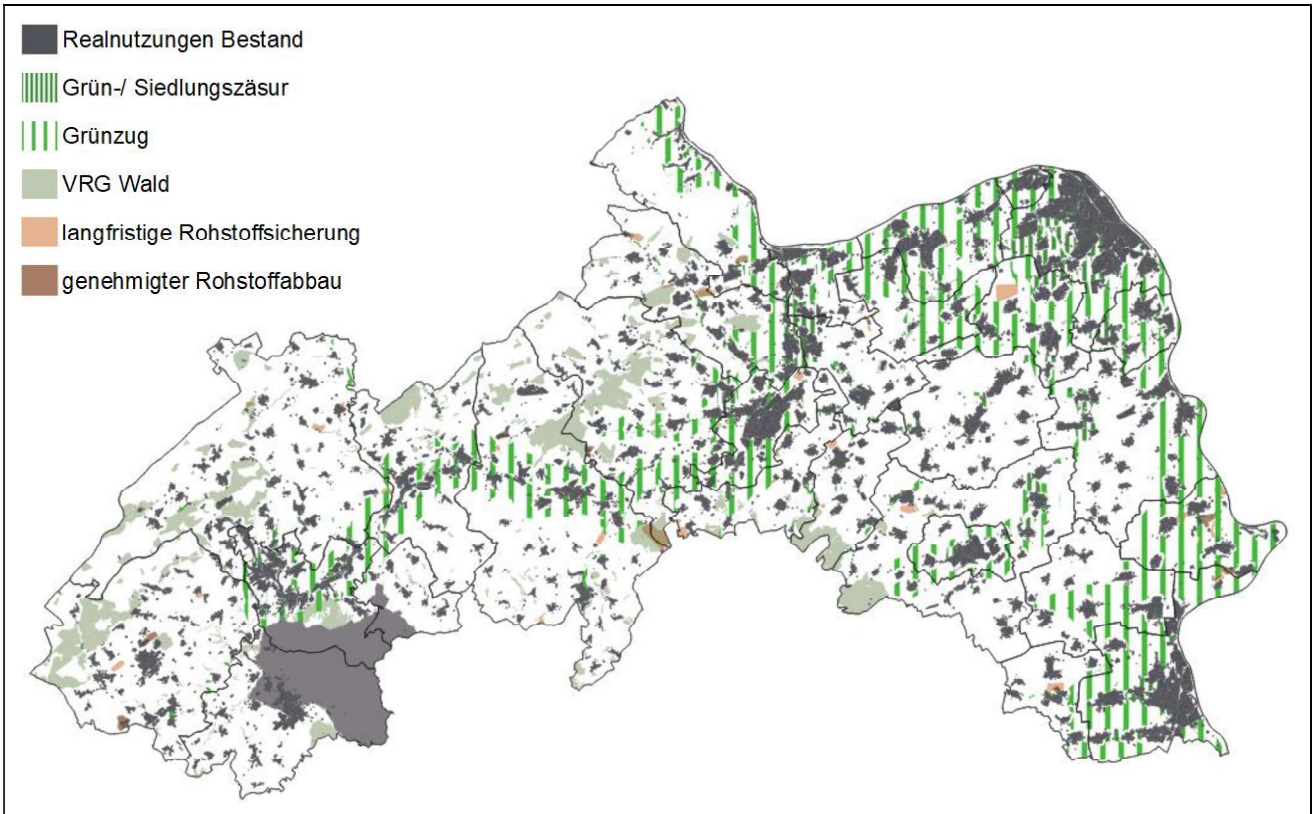 Realnutzungen Bestand
Grün-/ Siedlungszäsur
Grünzug
VRG Wald
langfristige Rohstoffsicherung
genehmigter Rohstoffabbau